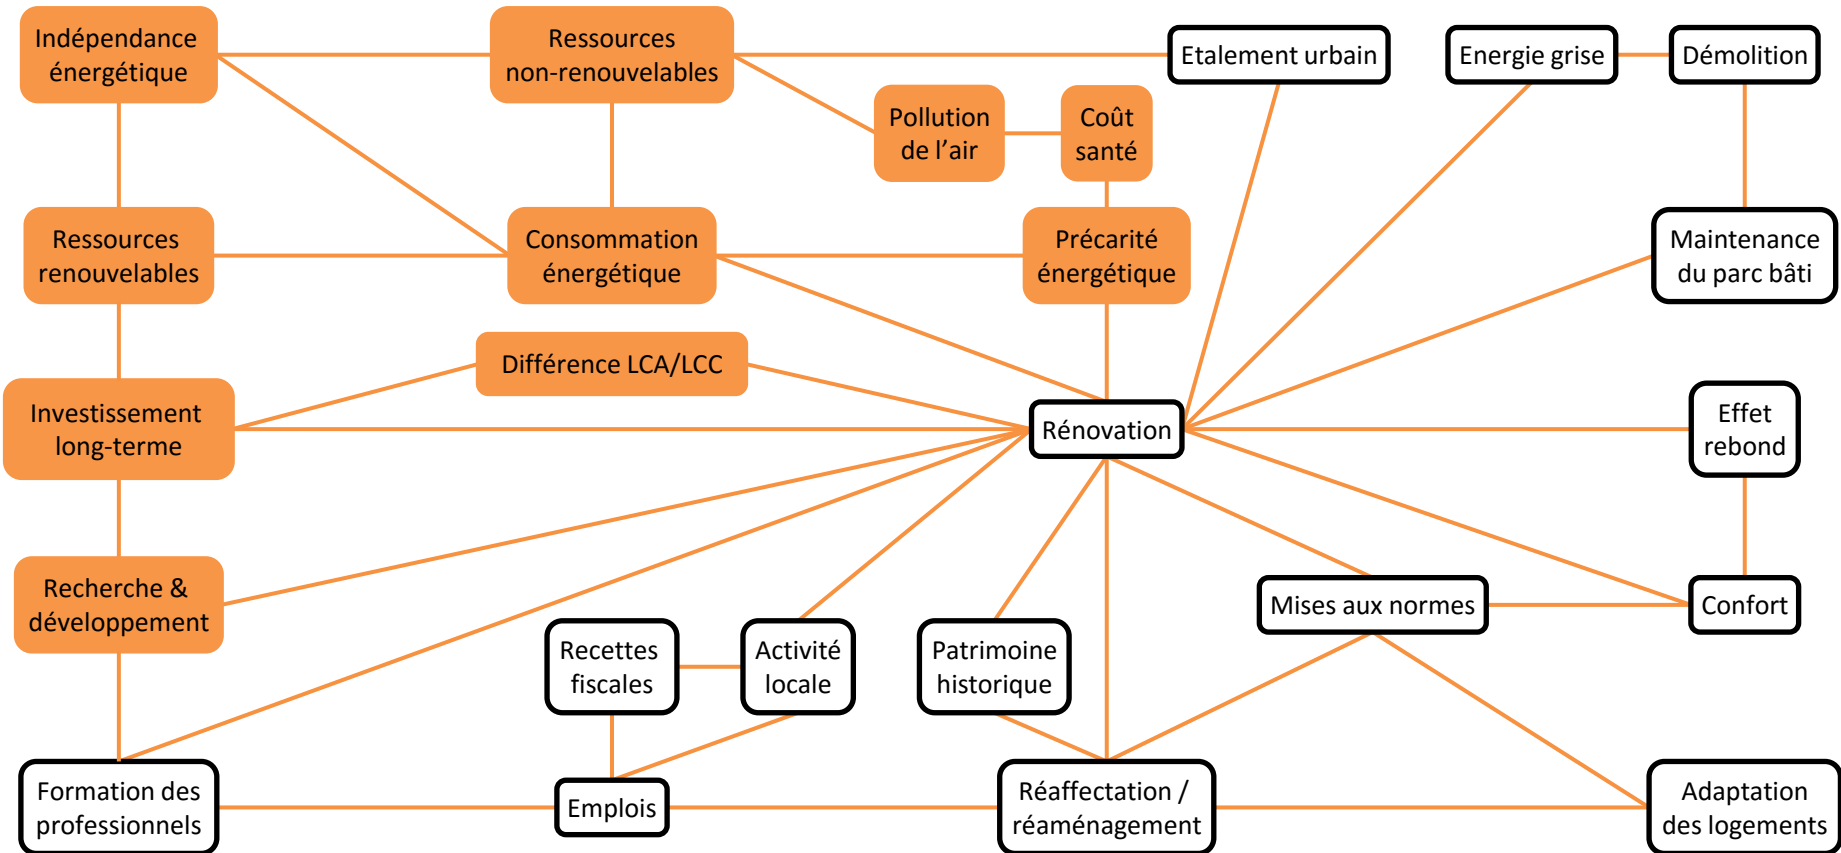 Indépendance
énergétique
Ressources
non-renouvelables
Etalement urbain
Energie grise
Démolition
Pollution
de l’air
Coût
santé
Ressources
renouvelables
Consommation
énergétique
Précarité
énergétique
Maintenance
du parc bâti
Différence LCA/LCC
Investissement
long-terme
Rénovation
Effet
rebond
Recherche &
développement
Mises aux normes
Confort
Recettes
fiscales
Activité
locale
Patrimoine
historique
Formation des
professionnels
Emplois
Réaffectation /
réaménagement
Adaptation
des logements